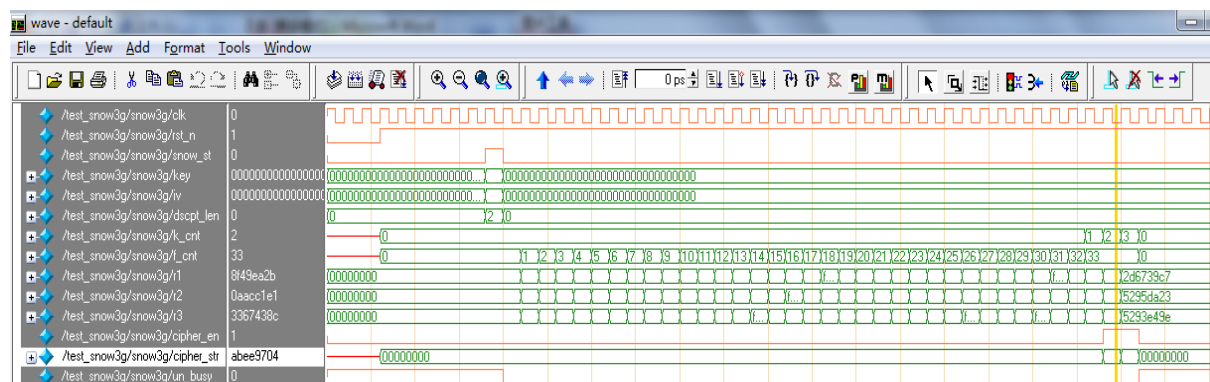 wave - default
File Edit View Add Format Tools Window
0 ps
/test_snow3g/snow3g/clk 0
/test_snow3g/snow3g/rst_n 1
/test_snow3g/snow3g/snow_st 0
/test_snow3g/snow3g/key 0000000000000000 (000000000000000000000000... )(00000000000000000000000000000000
/test_snow3g/snow3g/iv 0000000000000000 (000000000000000000000000... )(00000000000000000000000000000000
/test_snow3g/snow3g/dscpt_len 0 0 2 0
/test_snow3g/snow3g/k_cnt 2 0 1 2 3 0
/test_snow3g/snow3g/f_cnt 33 0 1 2 3 4 5 6 7 8 9 10 11 12 13 14 15 16 17 18 19 20 21 22 23 24 25 26 27 28 29 30 31 32 33 0
/test_snow3g/snow3g/r1 8f49ea2b 00000000 f... f... 2d6739c7
/test_snow3g/snow3g/r2 0aacc1e1 00000000 f... 5295da23
/test_snow3g/snow3g/r3 3367438c 00000000 f... f... f... 5293e49e
/test_snow3g/snow3g/cipher_en 1
/test_snow3g/snow3g/cipher_str abee9704 00000000 00000000
/test_snow3g/snow3g/un_busy 0